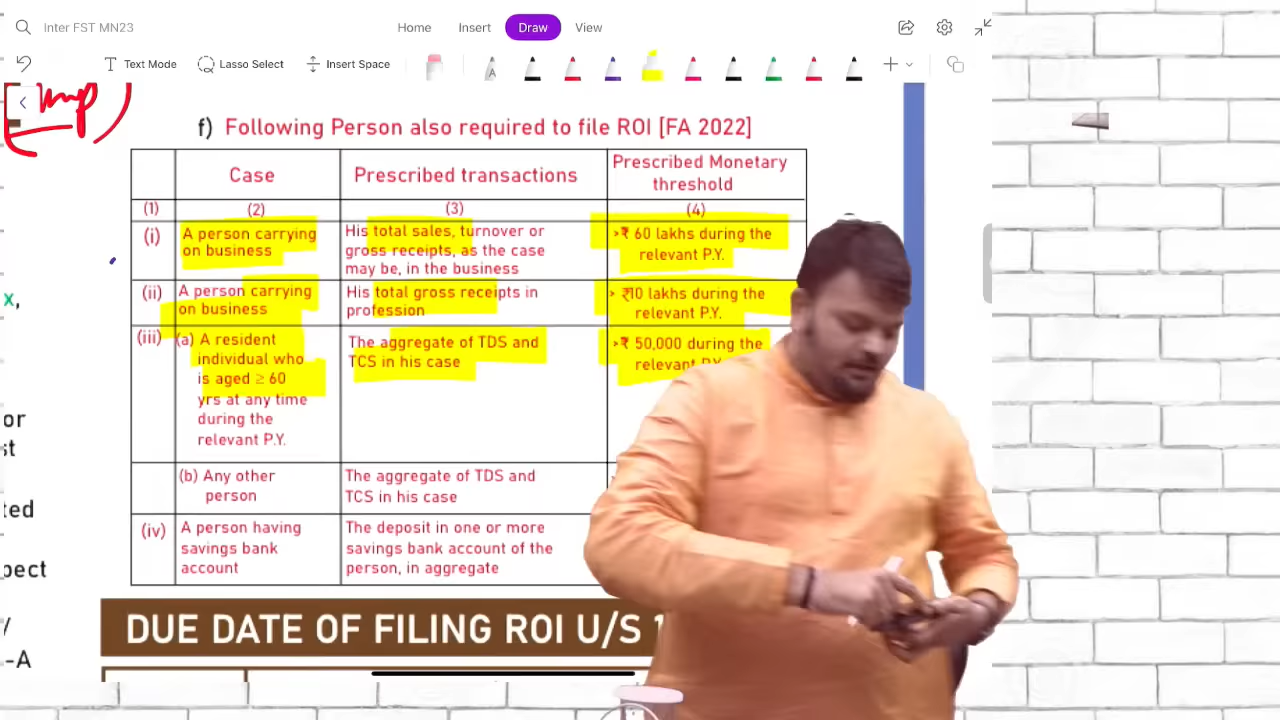 Inter FST MN23
Home Insert Draw View
Text Mode Lasso Select Insert Space
Imp)
f) Following Person also required to file ROI [FA 2022]
Case Prescribed transactions Prescribed Monetary
threshold
(1) (2) (3) (4)
(i) A person carrying
on business
His total sales, turnover or
gross receipts, as the case
may be, in the business
>₹ 60 lakhs during the
relevant P.Y.
(ii) A person carrying
on business
His total gross receipts in
profession
> ₹10 lakhs during the
relevant P.Y.
(iii) (a) A resident
individual who
is aged ≥ 60
yrs at any time
during the
relevant P.Y.
The aggregate of TDS and
TCS in his case
>₹ 50,000 during the
relevant P.Y.
(b) Any other
person
The aggregate of TDS and
TCS in his case
(iv) A person having
savings bank
account
The deposit in one or more
savings bank account of the
person, in aggregate
DUE DATE OF FILING ROI U/S 1
x,
or
st
ted
pect
/
-A